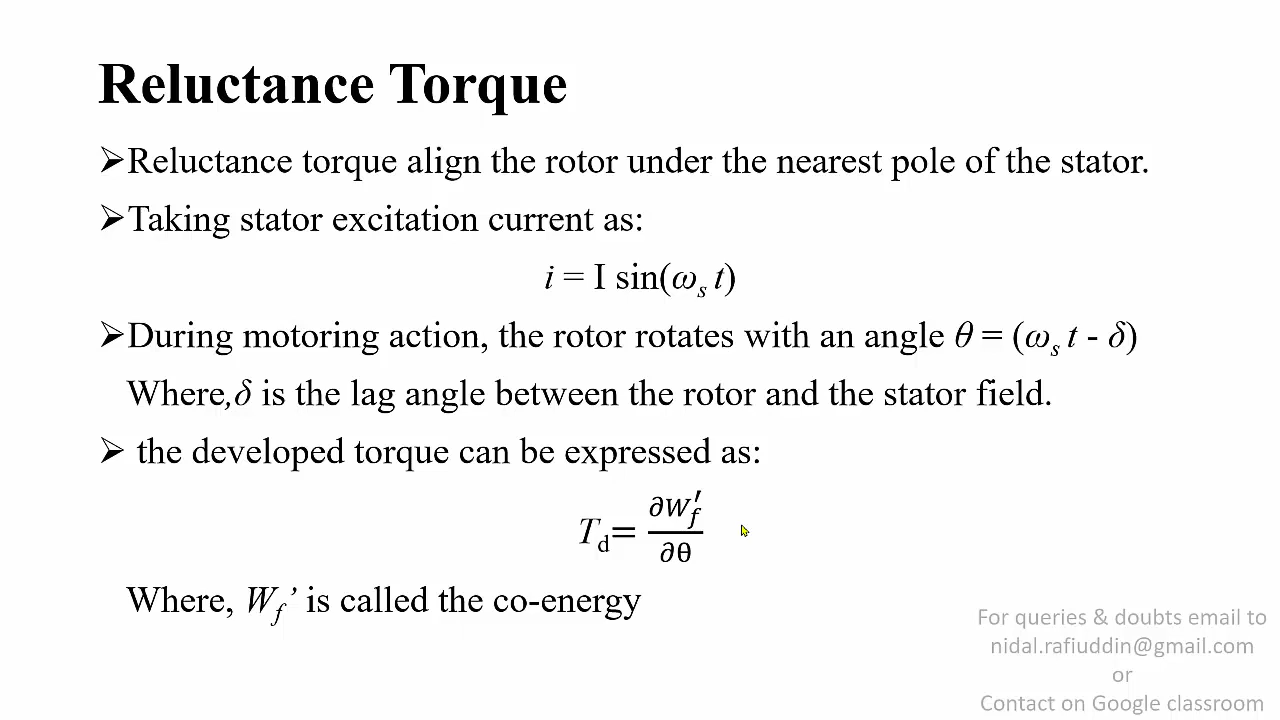 Reluctance Torque
➢Reluctance torque align the rotor under the nearest pole of the stator.
➢Taking stator excitation current as:
i = I sin(ωₛ t)
➢During motoring action, the rotor rotates with an angle θ = (ωₛ t - δ)
Where,δ is the lag angle between the rotor and the stator field.
➢ the developed torque can be expressed as:
T_d= ∂W_f′/∂θ
Where, W_f’ is called the co-energy
For queries & doubts email to
nidal.rafiuddin@gmail.com
or
Contact on Google classroom